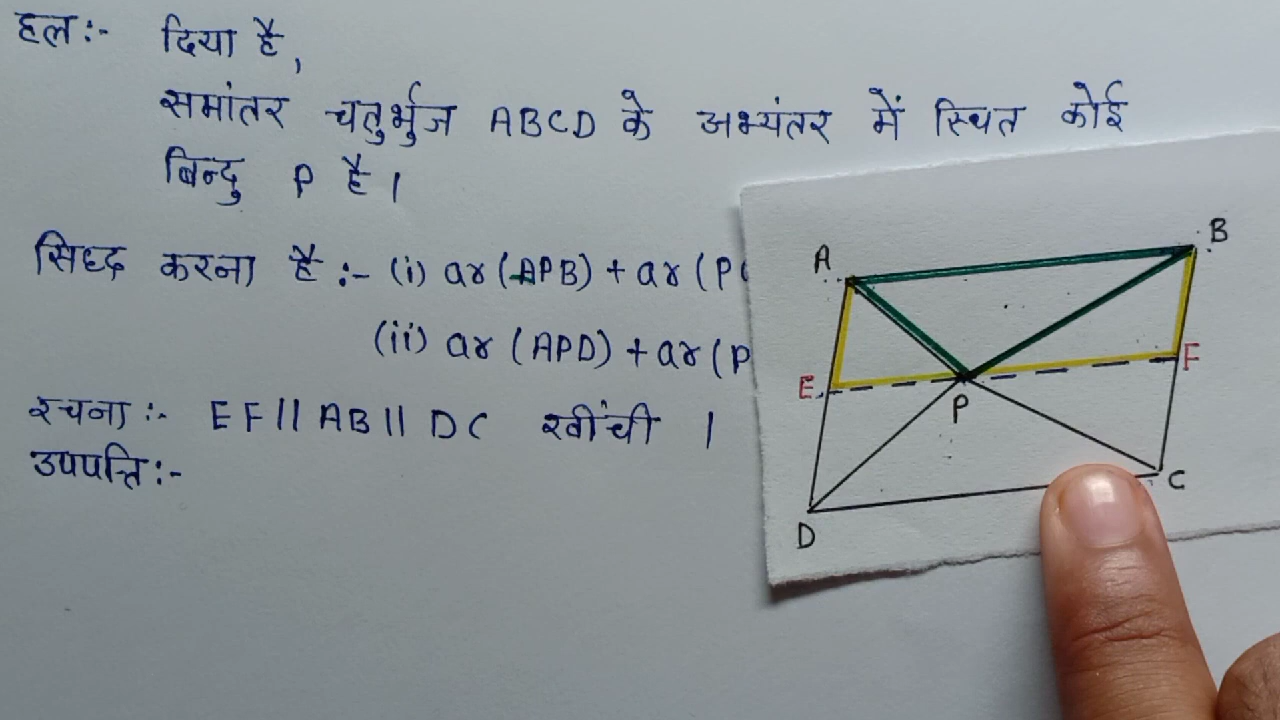 हल :- दिया है,
समांतर चतुर्भुज ABCD के अभ्यंतर में स्थित कोई
बिन्दु P है।
सिध्द करना है :- (i) ar (APB) + ar (P
(ii) ar (APD) + ar (P
रचना :- EF || AB || DC खींची ।
उपपत्ति :-
A
B
E
F
P
C
D